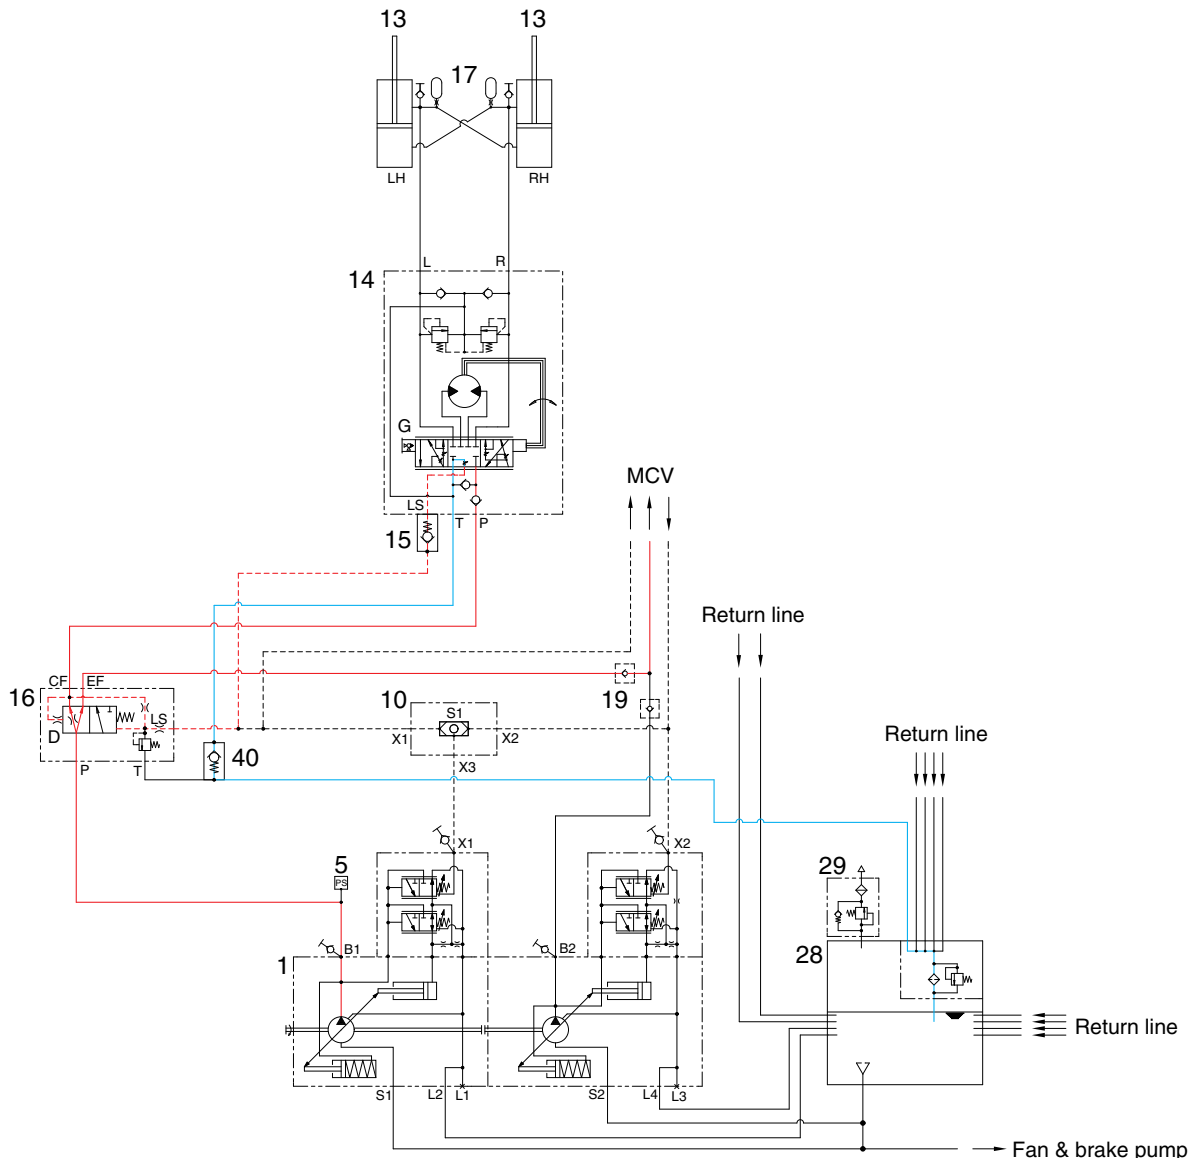 13
13
17
LH
RH
14
L
R
G
LS
T
P
15
MCV
Return line
CF
EF
16
D
LS
P
T
40
10
S1
X1
X2
X3
19
Return line
5
PS
X1
X2
29
28
B1
B2
1
S1
L2
L1
S2
L4
L3
Return line
Fan & brake pump